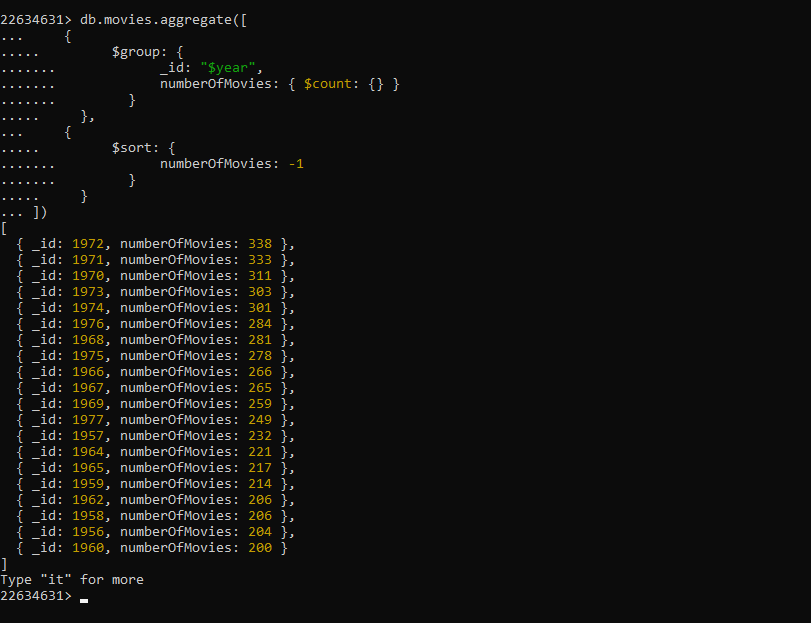 22634631> db.movies.aggregate([
...     {
.....         $group: {
.......             _id: "$year",
.......             numberOfMovies: { $count: {} }
.......         }
.....     },
...     {
.....         $sort: {
.......             numberOfMovies: -1
.......         }
.....     }
... ])
[
  { _id: 1972, numberOfMovies: 338 },
  { _id: 1971, numberOfMovies: 333 },
  { _id: 1970, numberOfMovies: 311 },
  { _id: 1973, numberOfMovies: 303 },
  { _id: 1974, numberOfMovies: 301 },
  { _id: 1976, numberOfMovies: 284 },
  { _id: 1968, numberOfMovies: 281 },
  { _id: 1975, numberOfMovies: 278 },
  { _id: 1966, numberOfMovies: 266 },
  { _id: 1967, numberOfMovies: 265 },
  { _id: 1969, numberOfMovies: 259 },
  { _id: 1977, numberOfMovies: 249 },
  { _id: 1957, numberOfMovies: 232 },
  { _id: 1964, numberOfMovies: 221 },
  { _id: 1965, numberOfMovies: 217 },
  { _id: 1959, numberOfMovies: 214 },
  { _id: 1962, numberOfMovies: 206 },
  { _id: 1958, numberOfMovies: 206 },
  { _id: 1956, numberOfMovies: 204 },
  { _id: 1960, numberOfMovies: 200 }
]
Type "it" for more
22634631>